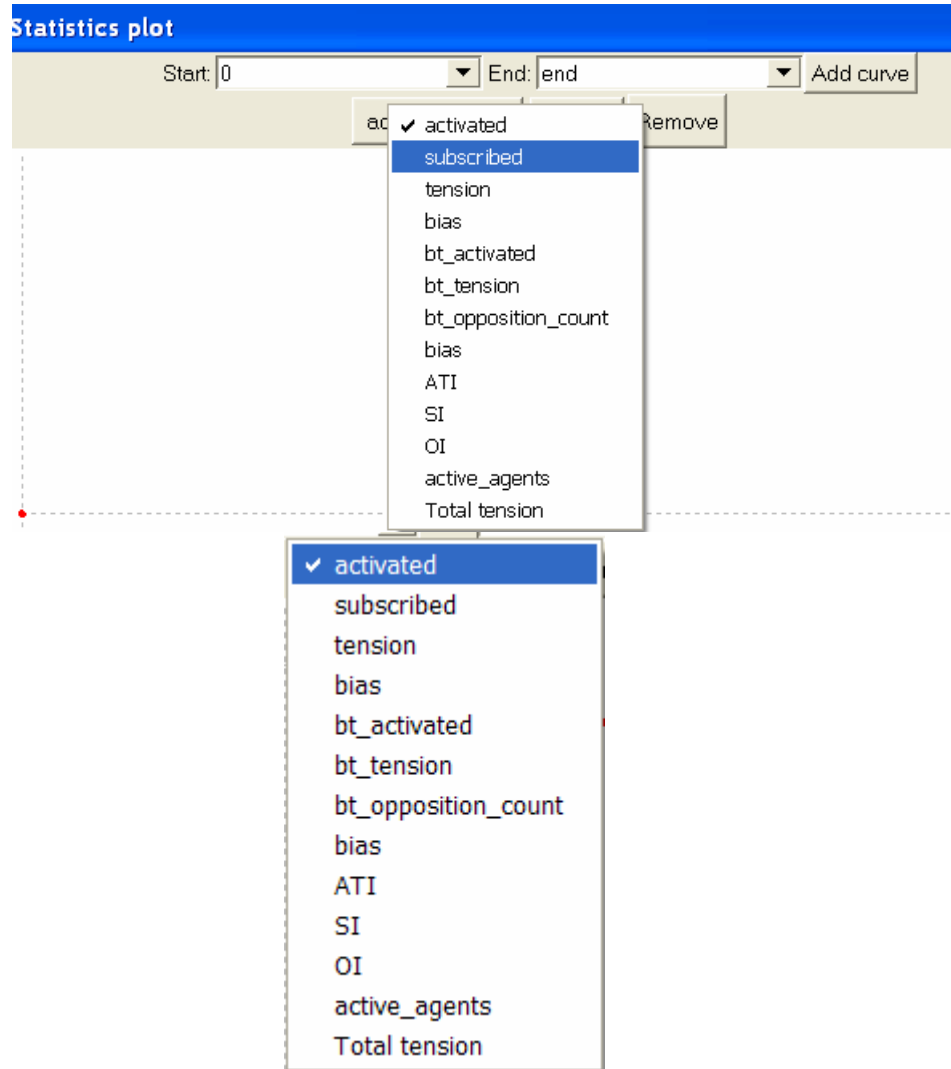 Statistics plot
Start: 0 End: end Add curve
Remove
activated
subscribed
tension
bias
bt_activated
bt_tension
bt_opposition_count
bias
ATI
SI
OI
active_agents
Total tension
activated
subscribed
tension
bias
bt_activated
bt_tension
bt_opposition_count
bias
ATI
SI
OI
active_agents
Total tension